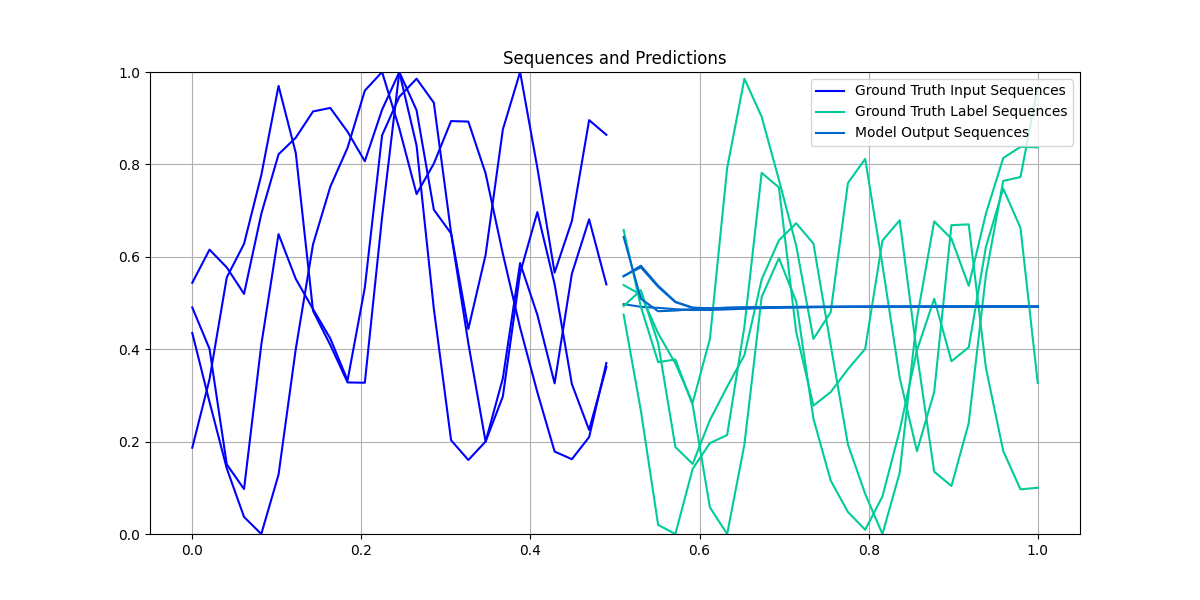 Sequences and Predictions
1.0
0.8
0.6
0.4
0.2
0.0
Ground Truth Input Sequences
Ground Truth Label Sequences
Model Output Sequences
0.0 0.2 0.4 0.6 0.8 1.0